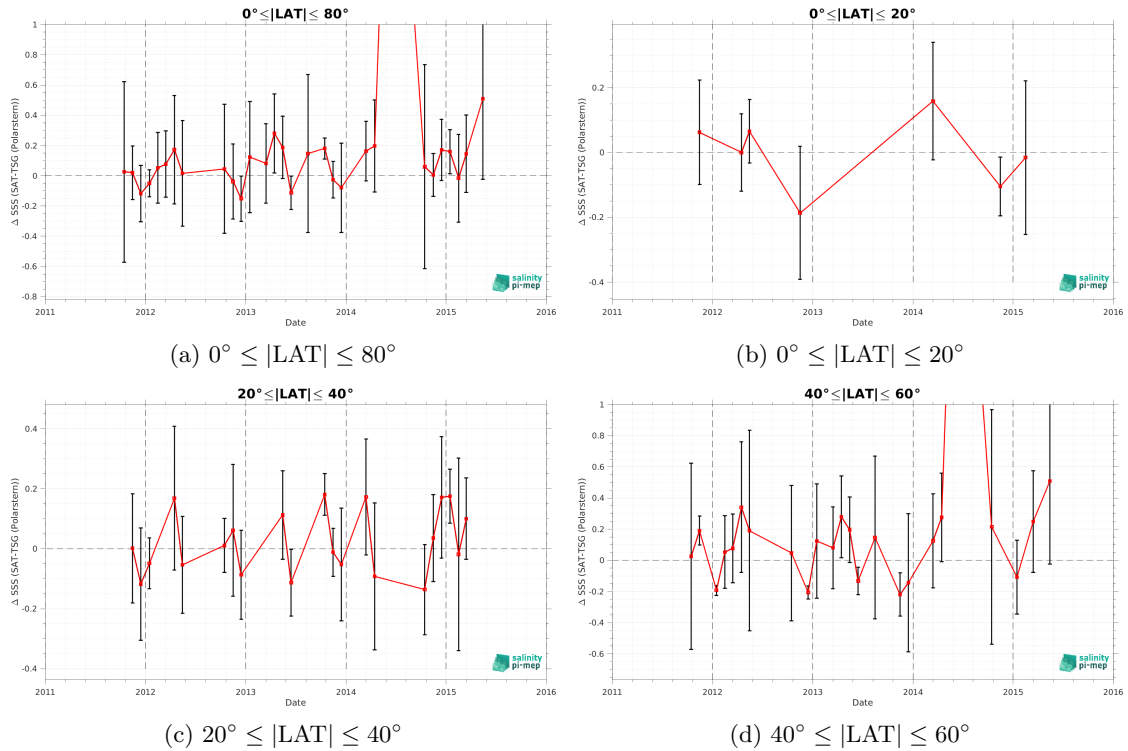 0°≤|LAT|≤ 80°
1
0.8
0.6
0.4
0.2
0
-0.2
-0.4
-0.6
-0.8
Δ SSS (SAT-TSG (Polarstern))
2011 2012 2013 2014 2015 2016
Date
salinity
pi-mep
(a) 0° ≤ |LAT| ≤ 80°
0°≤|LAT|≤ 20°
0.2
0
-0.2
-0.4
Δ SSS (SAT-TSG (Polarstern))
2011 2012 2013 2014 2015 2016
Date
salinity
pi-mep
(b) 0° ≤ |LAT| ≤ 20°
20°≤|LAT|≤ 40°
0.4
0.2
0
-0.2
-0.4
Δ SSS (SAT-TSG (Polarstern))
2011 2012 2013 2014 2015 2016
Date
salinity
pi-mep
(c) 20° ≤ |LAT| ≤ 40°
40°≤|LAT|≤ 60°
1
0.8
0.6
0.4
0.2
0
-0.2
-0.4
-0.6
Δ SSS (SAT-TSG (Polarstern))
2011 2012 2013 2014 2015 2016
Date
salinity
pi-mep
(d) 40° ≤ |LAT| ≤ 60°